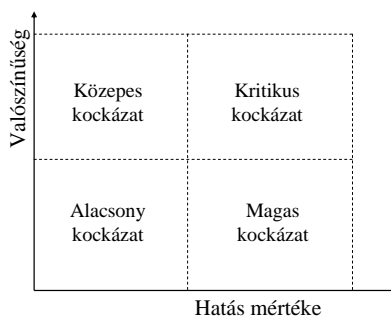 Valószínűség
Közepes
kockázat
Kritikus
kockázat
Alacsony
kockázat
Magas
kockázat
Hatás mértéke